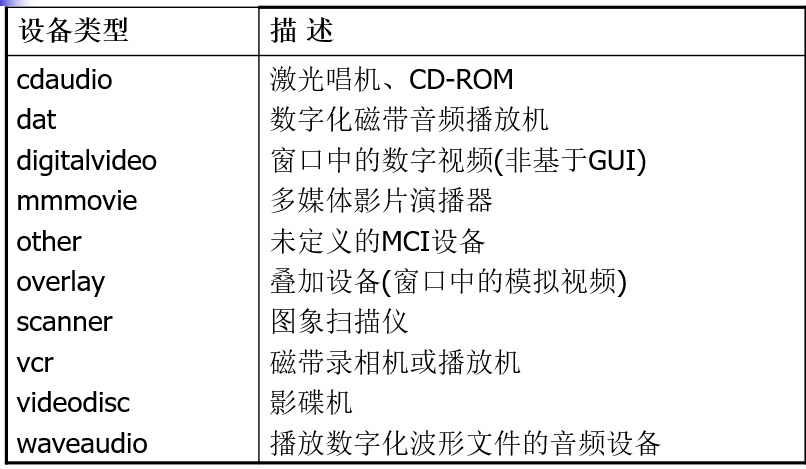 设备类型 描 述
cdaudio 激光唱机、CD-ROM
dat 数字化磁带音频播放机
digitalvideo 窗口中的数字视频(非基于GUI)
mmmovie 多媒体影片演播器
other 未定义的MCI设备
overlay 叠加设备(窗口中的模拟视频)
scanner 图象扫描仪
vcr 磁带录相机或播放机
videodisc 影碟机
waveaudio 播放数字化波形文件的音频设备